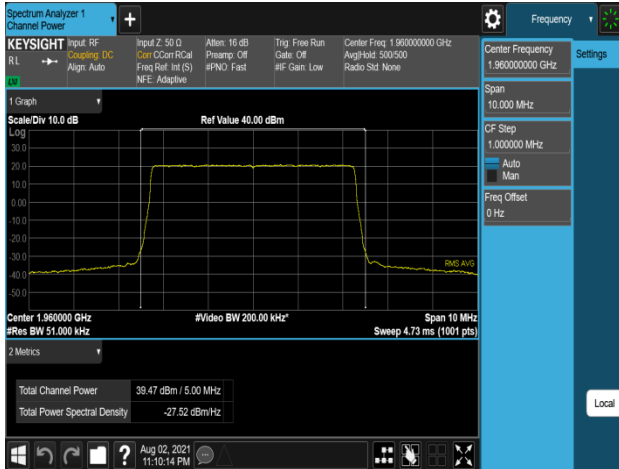 Spectrum Analyzer 1
Channel Power
Frequency
KEYSIGHT
RL
LV
Input: RF
Coupling: DC
Align: Auto
Input Z: 50 Ω
Corr CCorr RCal
Freq Ref: Int (S)
NFE: Adaptive
Atten: 16 dB
Preamp: Off
#PNO: Fast
Trig: Free Run
Gate: Off
#IF Gain: Low
Center Freq: 1.960000000 GHz
Avg|Hold: 500/500
Radio Std: None
Center Frequency
1.960000000 GHz
Settings
Span
10.000 MHz
CF Step
1.000000 MHz
Auto
Man
Freq Offset
0 Hz
1 Graph
Scale/Div 10.0 dB
Ref Value 40.00 dBm
Log
30.0
20.0
10.0
0.00
-10.0
-20.0
-30.0
-40.0
-50.0
RMS AVG
Center 1.960000 GHz
#Video BW 200.00 kHz*
Span 10 MHz
#Res BW 51.000 kHz
Sweep 4.73 ms (1001 pts)
2 Metrics
Total Channel Power 39.47 dBm / 5.00 MHz
Total Power Spectral Density -27.52 dBm/Hz
Local
?
Aug 02, 2021
11:10:14 PM